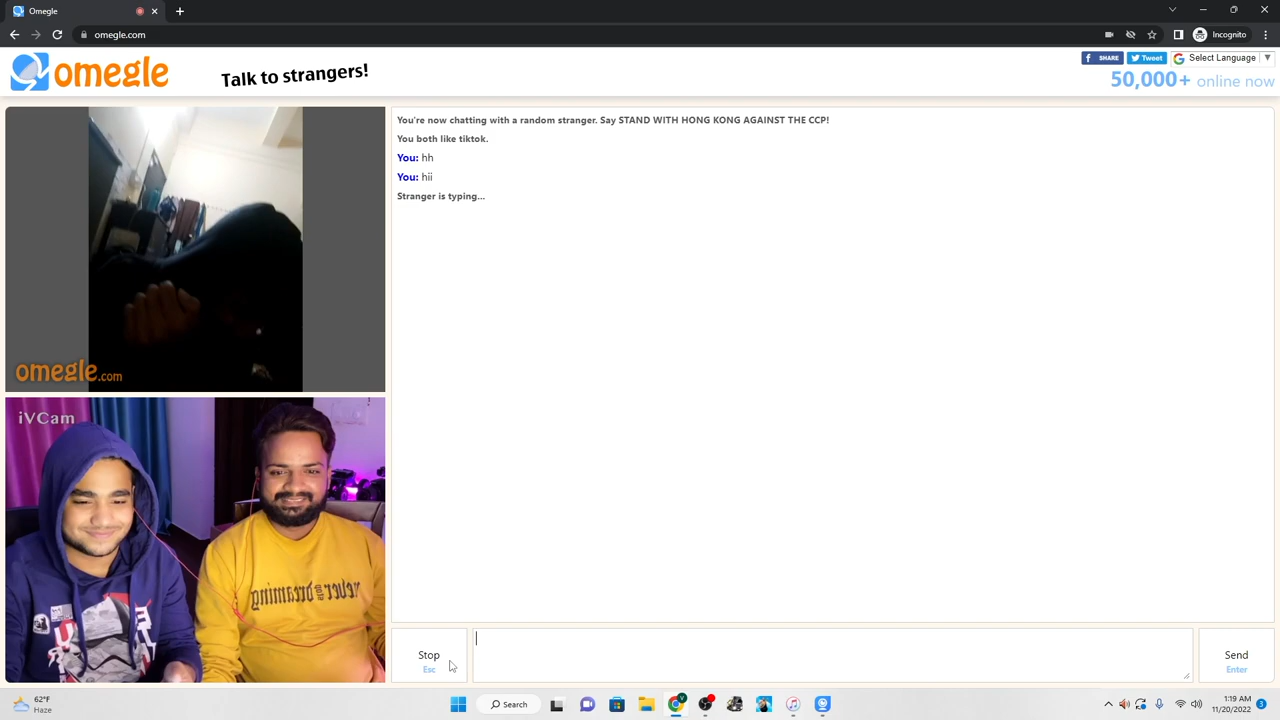 Omegle
omegle.com
Incognito
omegle
Talk to strangers!
SHARE
Tweet
Select Language
50,000+ online now
You're now chatting with a random stranger. Say STAND WITH HONG KONG AGAINST THE CCP!
You both like tiktok.
You: hh
You: hii
Stranger is typing...
omegle.com
iVCam
never
dreaming
Stop
Esc
Send
Enter
62°F
Haze
Search
1:19 AM
11/20/2022
3